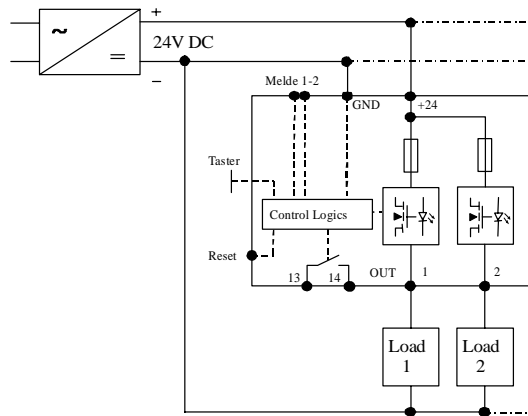 +
~
24V DC
=
−
Melde 1-2
GND
+24
Taster
Control Logics
Reset
13
14
OUT
1
2
Load
1
Load
2